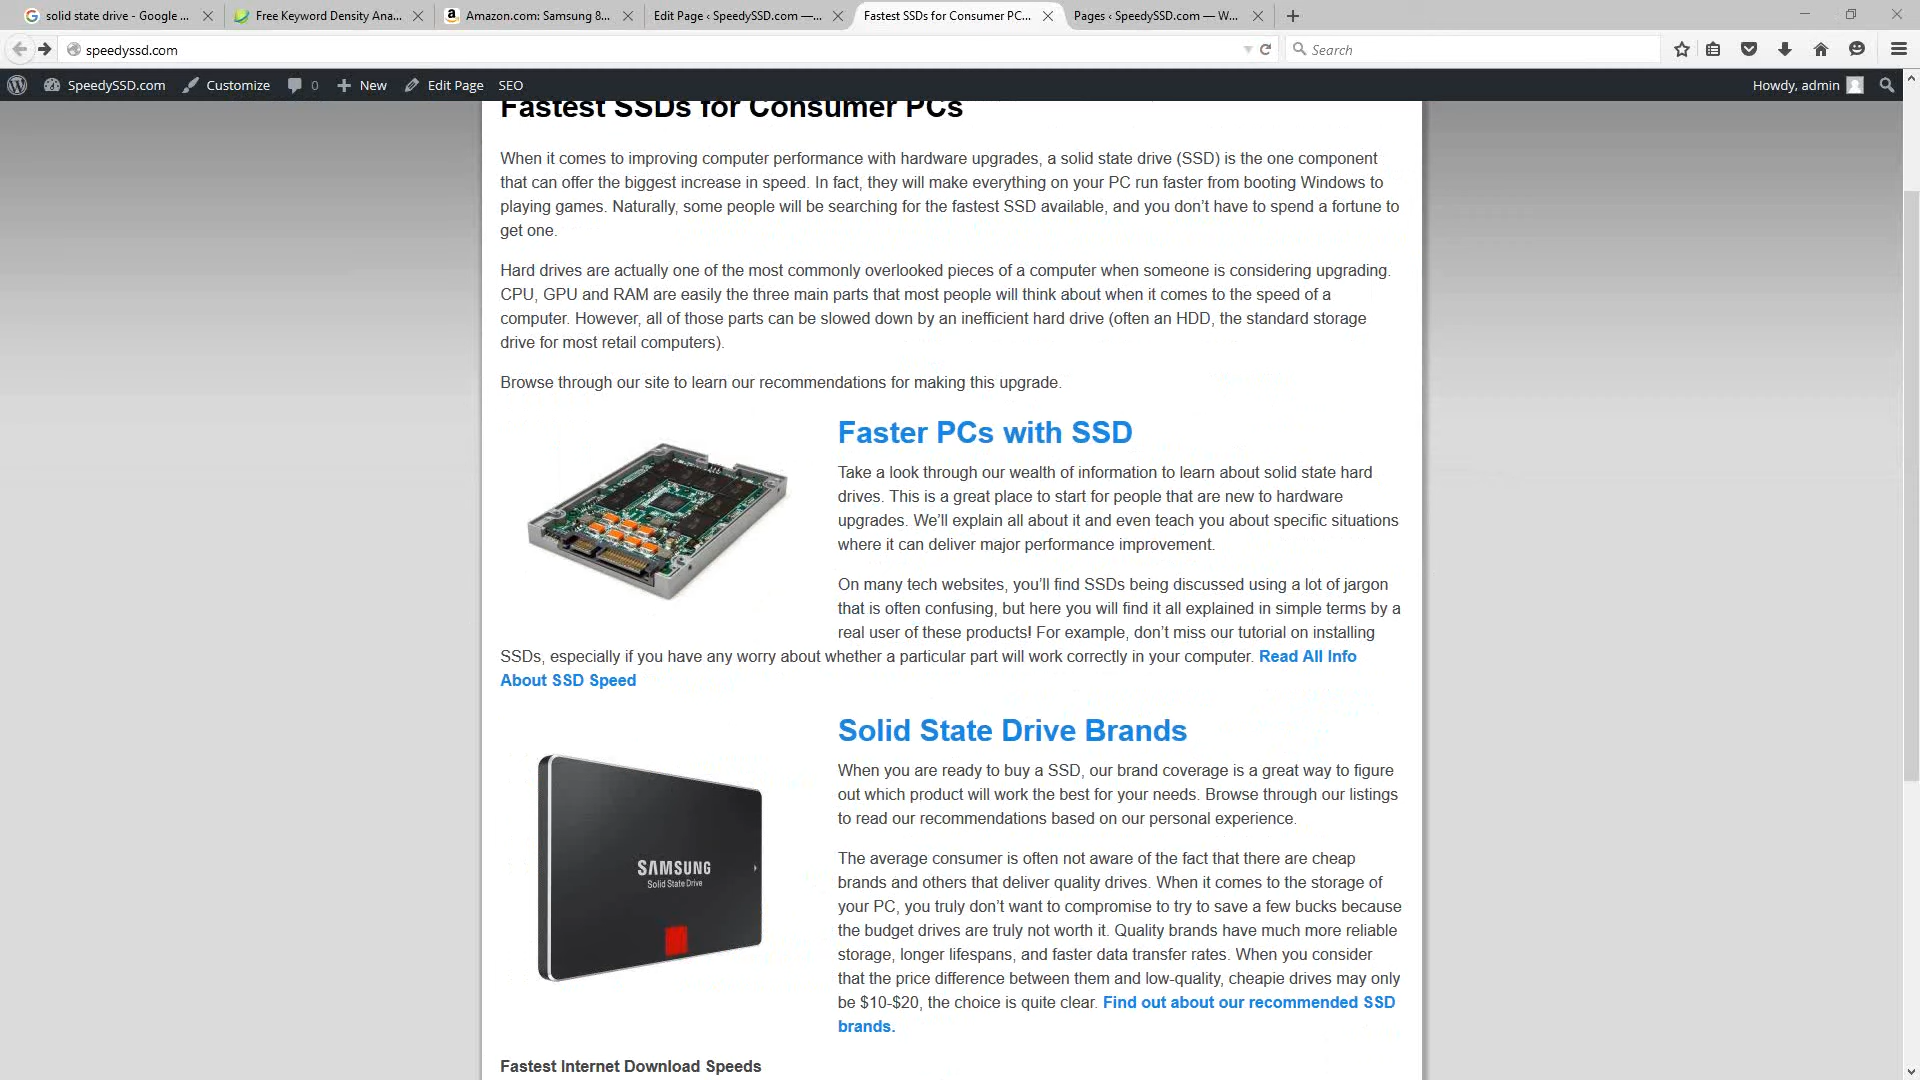 solid state drive - Google ...
Free Keyword Density Ana...
Amazon.com: Samsung 8...
Edit Page ‹ SpeedySSD.com —...
Fastest SSDs for Consumer PC...
Pages ‹ SpeedySSD.com — W...
speedyssd.com
Search
SpeedySSD.com
Customize
0
New
Edit Page
SEO
Howdy, admin
Fastest SSDs for Consumer PCs
When it comes to improving computer performance with hardware upgrades, a solid state drive (SSD) is the one component
that can offer the biggest increase in speed. In fact, they will make everything on your PC run faster from booting Windows to
playing games. Naturally, some people will be searching for the fastest SSD available, and you don’t have to spend a fortune to
get one.
Hard drives are actually one of the most commonly overlooked pieces of a computer when someone is considering upgrading.
CPU, GPU and RAM are easily the three main parts that most people will think about when it comes to the speed of a
computer. However, all of those parts can be slowed down by an inefficient hard drive (often an HDD, the standard storage
drive for most retail computers).
Browse through our site to learn our recommendations for making this upgrade.
Faster PCs with SSD
Take a look through our wealth of information to learn about solid state hard
drives. This is a great place to start for people that are new to hardware
upgrades. We’ll explain all about it and even teach you about specific situations
where it can deliver major performance improvement.
On many tech websites, you’ll find SSDs being discussed using a lot of jargon
that is often confusing, but here you will find it all explained in simple terms by a
real user of these products! For example, don’t miss our tutorial on installing
SSDs, especially if you have any worry about whether a particular part will work correctly in your computer. Read All Info
About SSD Speed
SAMSUNG
Solid State Drive
Solid State Drive Brands
When you are ready to buy a SSD, our brand coverage is a great way to figure
out which product will work the best for your needs. Browse through our listings
to read our recommendations based on our personal experience.
The average consumer is often not aware of the fact that there are cheap
brands and others that deliver quality drives. When it comes to the storage of
your PC, you truly don’t want to compromise to try to save a few bucks because
the budget drives are truly not worth it. Quality brands have much more reliable
storage, longer lifespans, and faster data transfer rates. When you consider
that the price difference between them and low-quality, cheapie drives may only
be $10-$20, the choice is quite clear. Find out about our recommended SSD
brands.
Fastest Internet Download Speeds